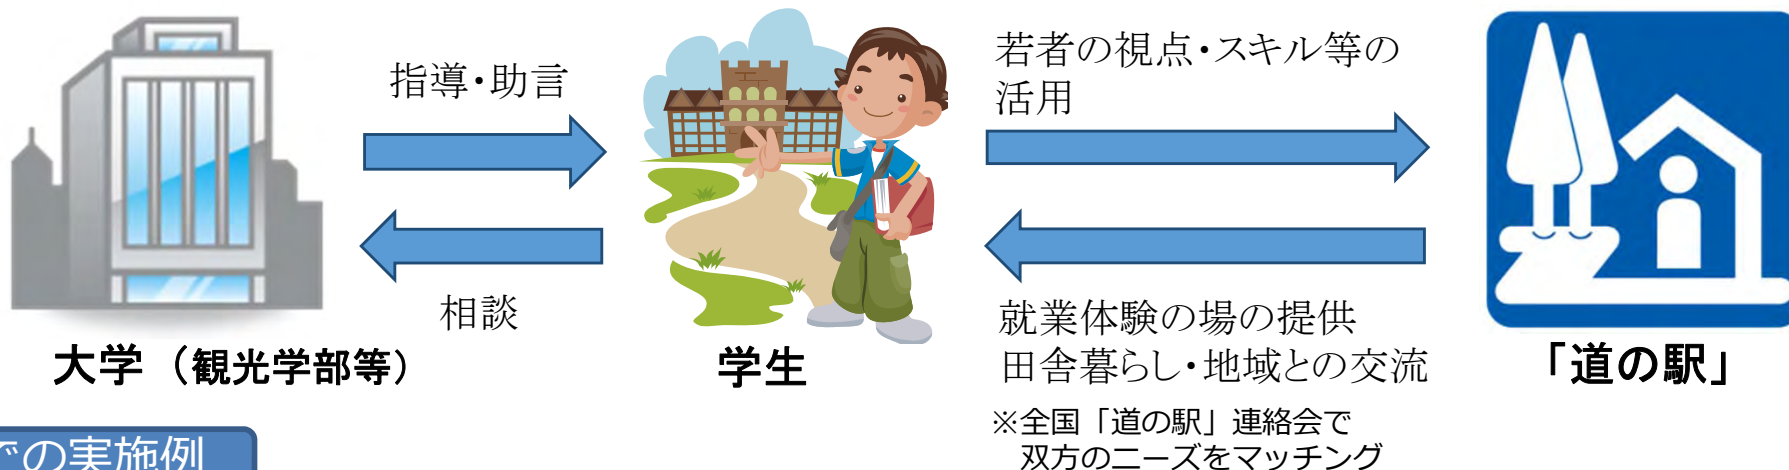 指導・助言
相談
大学（観光学部等）
学生
若者の視点・スキル等の
活用
就業体験の場の提供
田舎暮らし・地域との交流
※全国「道の駅」連絡会で
双方のニーズをマッチング
「道の駅」
での実施例